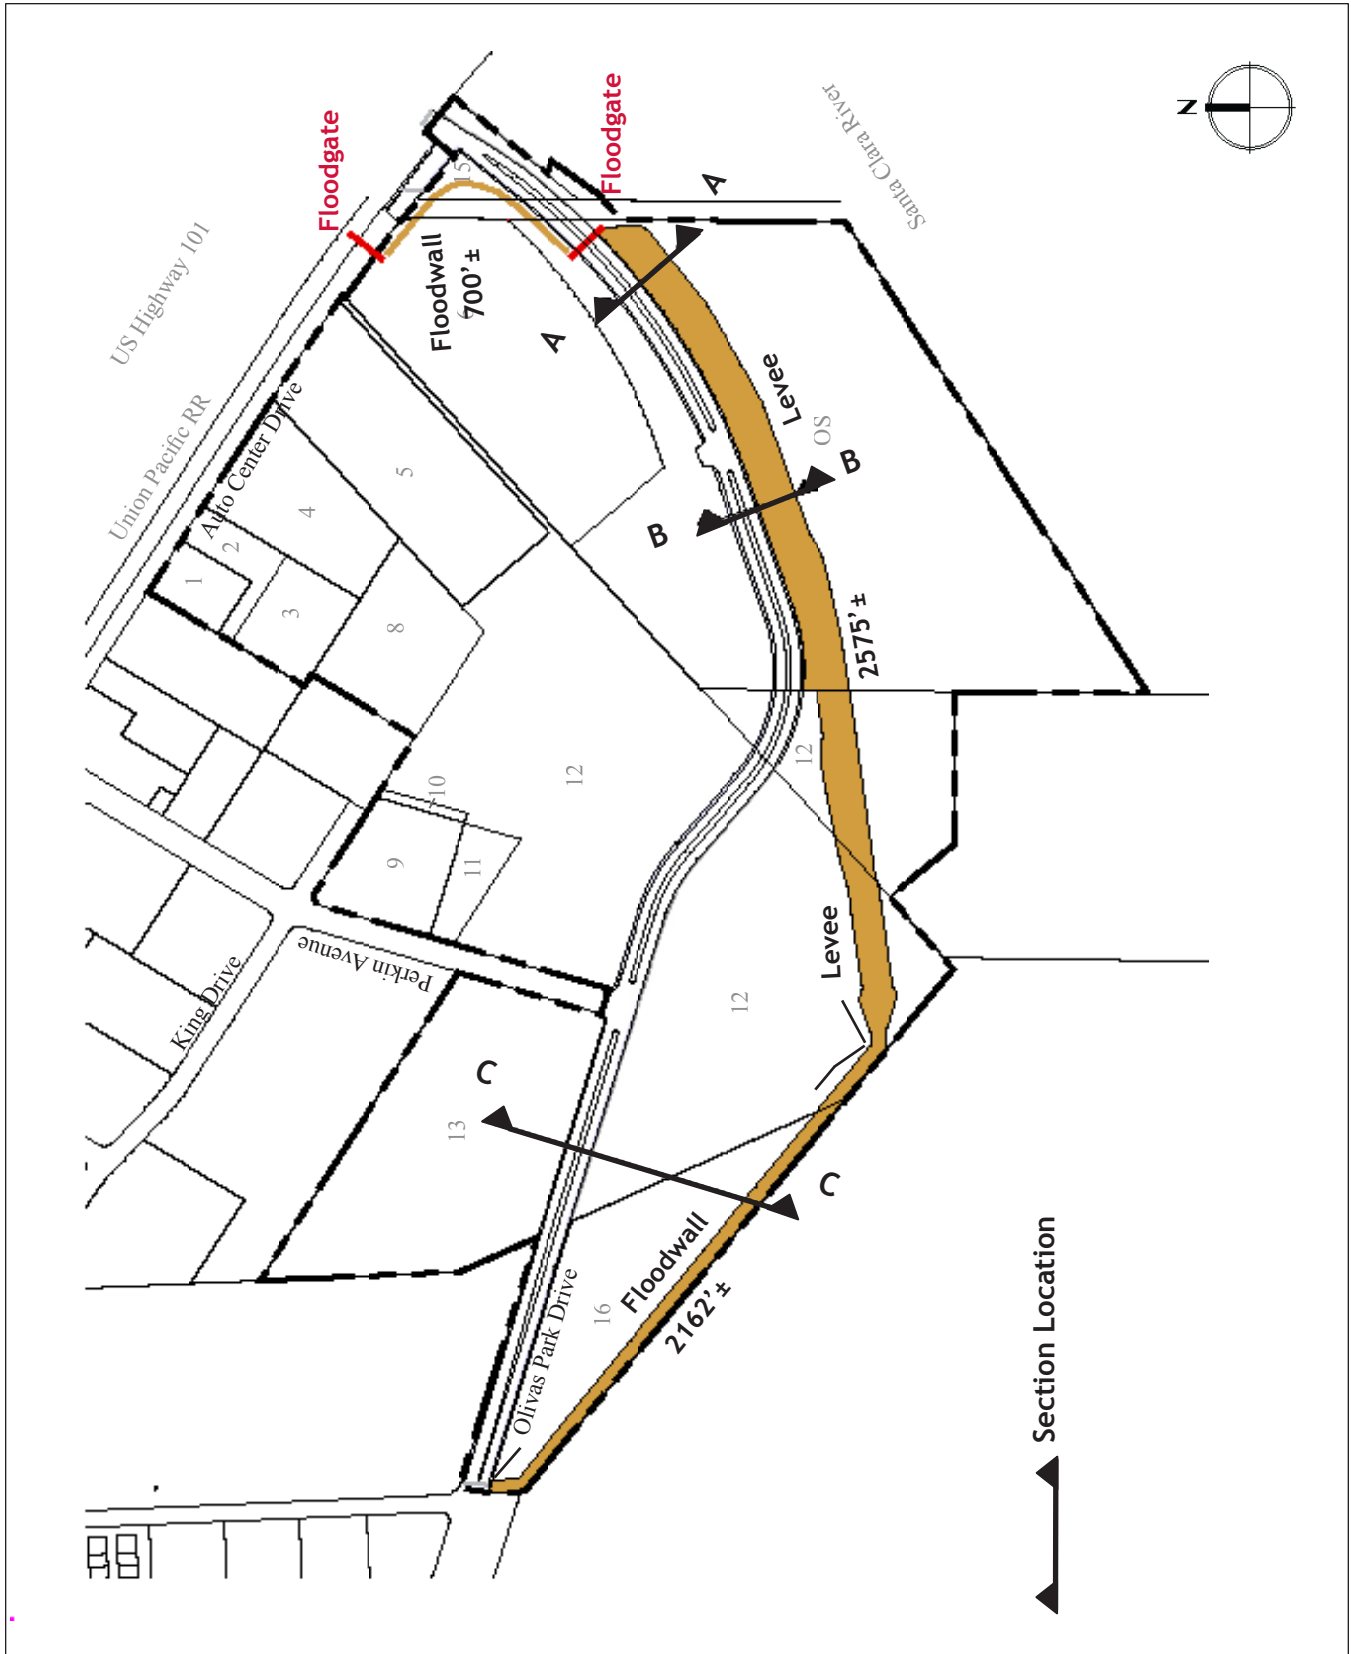 N
Santa Clara River
US Highway 101
Union Pacific RR
Auto Center Drive
Floodgate
Floodgate
Floodwall
700'±
15
A
A
Levee
OS
B
B
2575'±
1
2
3
4
5
8
9
10
11
12
12
12
13
16
Levee
King Drive
Perkin Avenue
C
C
Floodwall
2162'±
Olivas Park Drive
Section Location